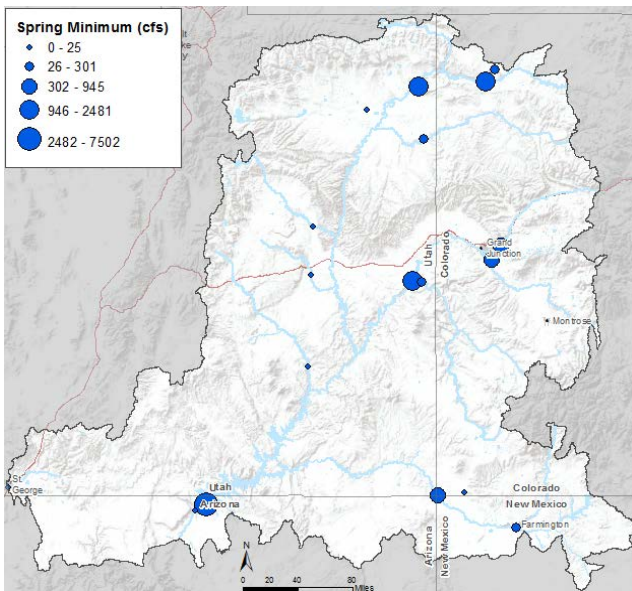 Spring Minimum (cfs)
0 - 25
26 - 301
302 - 945
946 - 2481
2482 - 7502
Utah
Colorado
Grand
Junction
Montrose
St.
George
Utah
Arizona
Colorado
New Mexico
Arizona
New Mexico
Farmington
N
0 20 40 80
Miles